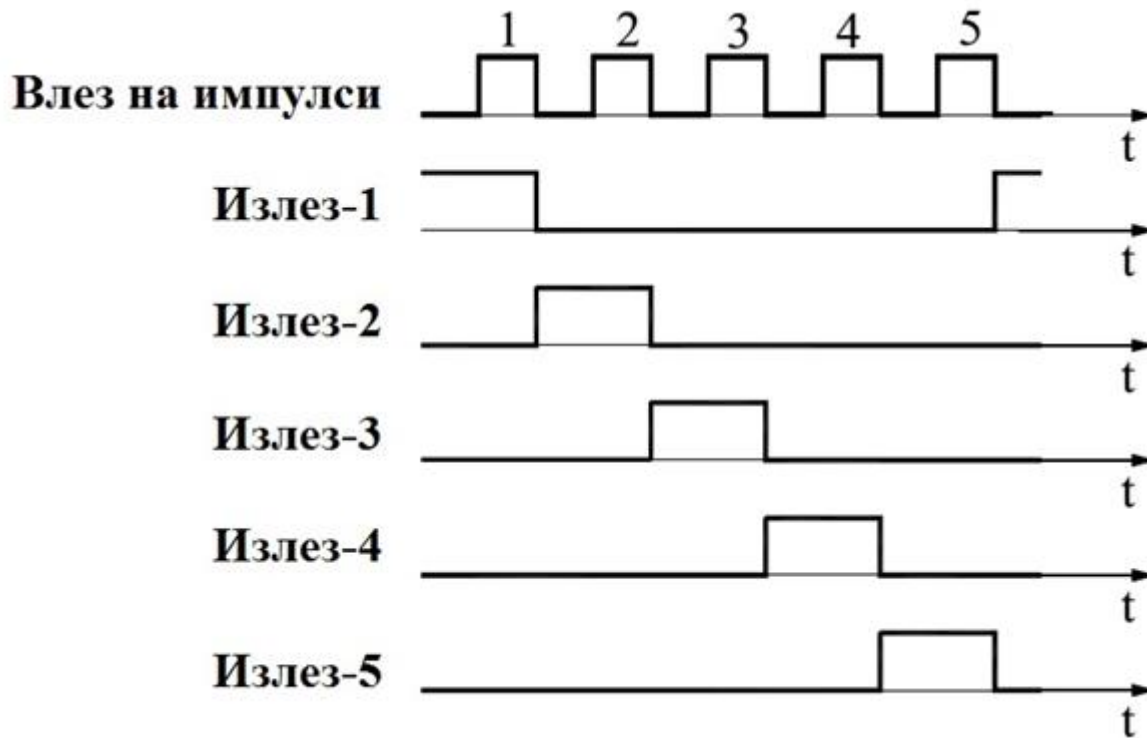 1 2 3 4 5
Влез на импулси
t
Излез-1
t
Излез-2
t
Излез-3
t
Излез-4
t
Излез-5
t